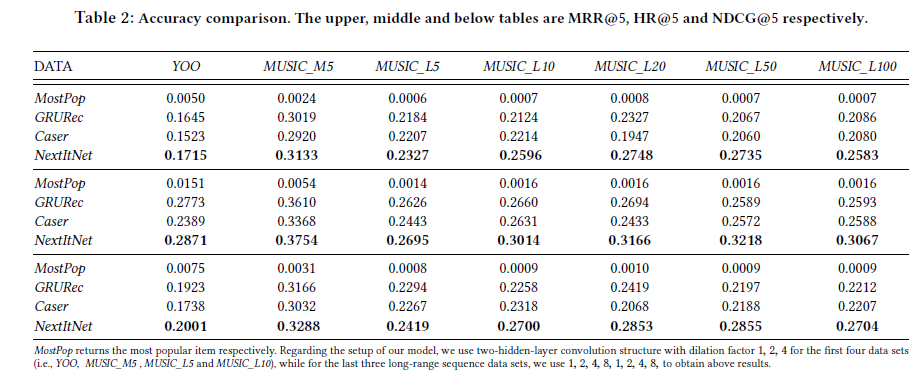 Table 2: Accuracy comparison. The upper, middle and below tables are MRR@5, HR@5 and NDCG@5 respectively.
DATA YOO MUSIC_M5 MUSIC_L5 MUSIC_L10 MUSIC_L20 MUSIC_L50 MUSIC_L100
MostPop 0.0050 0.0024 0.0006 0.0007 0.0008 0.0007 0.0007
GRURec 0.1645 0.3019 0.2184 0.2124 0.2327 0.2067 0.2086
Caser 0.1523 0.2920 0.2207 0.2214 0.1947 0.2060 0.2080
NextItNet 0.1715 0.3133 0.2327 0.2596 0.2748 0.2735 0.2583
MostPop 0.0151 0.0054 0.0014 0.0016 0.0016 0.0016 0.0016
GRURec 0.2773 0.3610 0.2626 0.2660 0.2694 0.2589 0.2593
Caser 0.2389 0.3368 0.2443 0.2631 0.2433 0.2572 0.2588
NextItNet 0.2871 0.3754 0.2695 0.3014 0.3166 0.3218 0.3067
MostPop 0.0075 0.0031 0.0008 0.0009 0.0010 0.0009 0.0009
GRURec 0.1923 0.3166 0.2294 0.2258 0.2419 0.2197 0.2212
Caser 0.1738 0.3032 0.2267 0.2318 0.2068 0.2188 0.2207
NextItNet 0.2001 0.3288 0.2419 0.2700 0.2853 0.2855 0.2704
MostPop returns the most popular item respectively. Regarding the setup of our model, we use two-hidden-layer convolution structure with dilation factor 1, 2, 4 for the first four data sets
(i.e., YOO, MUSIC_M5 , MUSIC_L5 and MUSIC_L10), while for the last three long-range sequence data sets, we use 1, 2, 4, 8, 1, 2, 4, 8, to obtain above results.